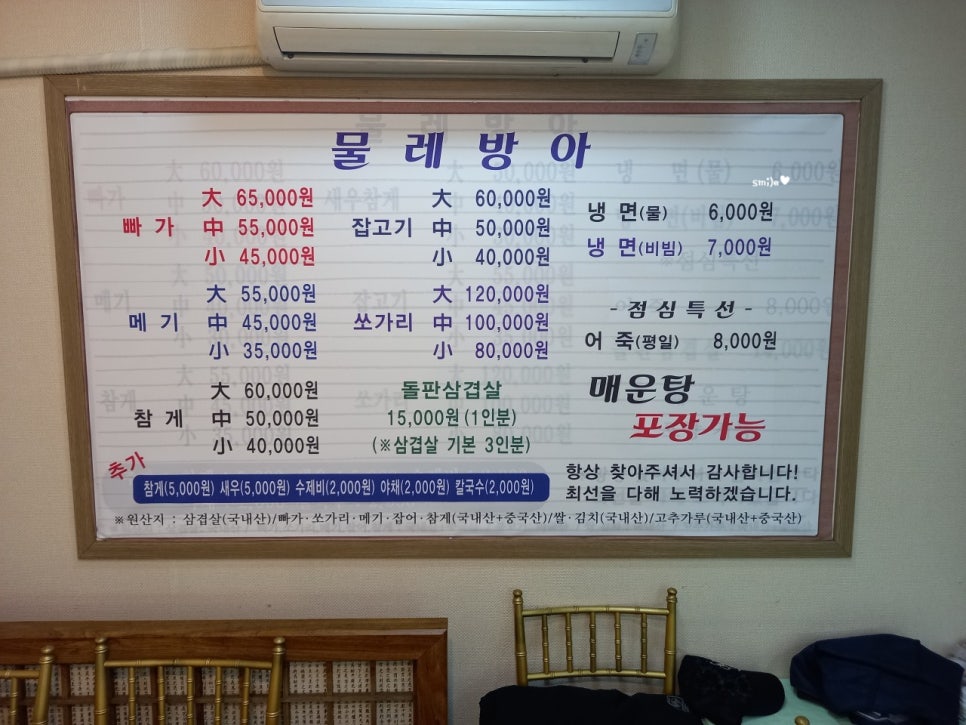 물레방아
大 65,000원
빠가 中 55,000원
小 45,000원
大 55,000원
메기 中 45,000원
小 35,000원
大 60,000원
참게 中 50,000원
小 40,000원
大 60,000원
잡고기 中 50,000원
小 40,000원
大 120,000원
쏘가리 中 100,000원
小 80,000원
돌판삼겹살
15,000원(1인분)
(※삼겹살 기본 3인분)
smile
냉면(물) 6,000원
냉면(비빔) 7,000원
- 점심특선 -
어죽(평일) 8,000원
매운탕
포장가능
추가
참게(5,000원) 새우(5,000원) 수제비(2,000원) 야채(2,000원) 칼국수(2,000원)
항상 찾아주셔서 감사합니다!
최선을 다해 노력하겠습니다.
※원산지 : 삼겹살(국내산)/빠가·쏘가리·메기·잡어·참게(국내산+중국산)/쌀·김치(국내산)/고추가루(국내산+중국산)